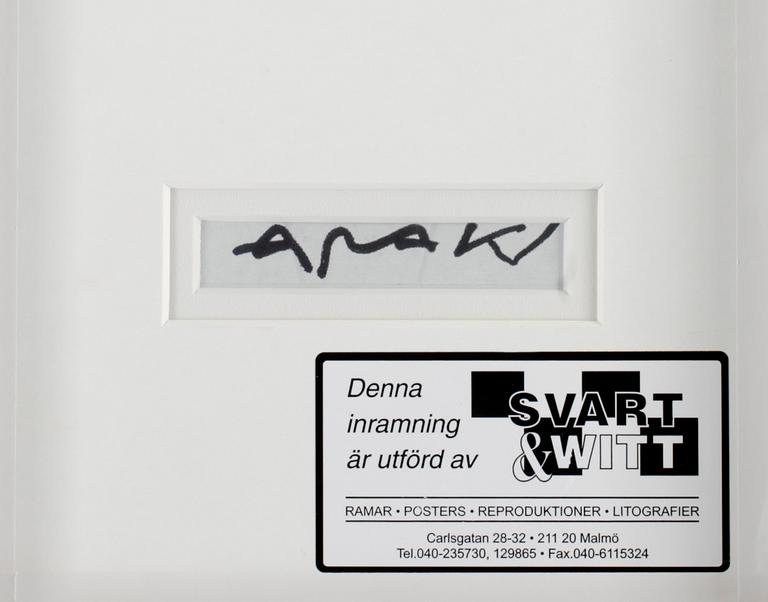 ARAKI
Denna
inramning
är utförd av
SVART
&WITT
RAMAR • POSTERS • REPRODUKTIONER • LITOGRAFIER
Carlsgatan 28-32 • 211 20 Malmö
Tel.040-235730, 129865 • Fax.040-6115324